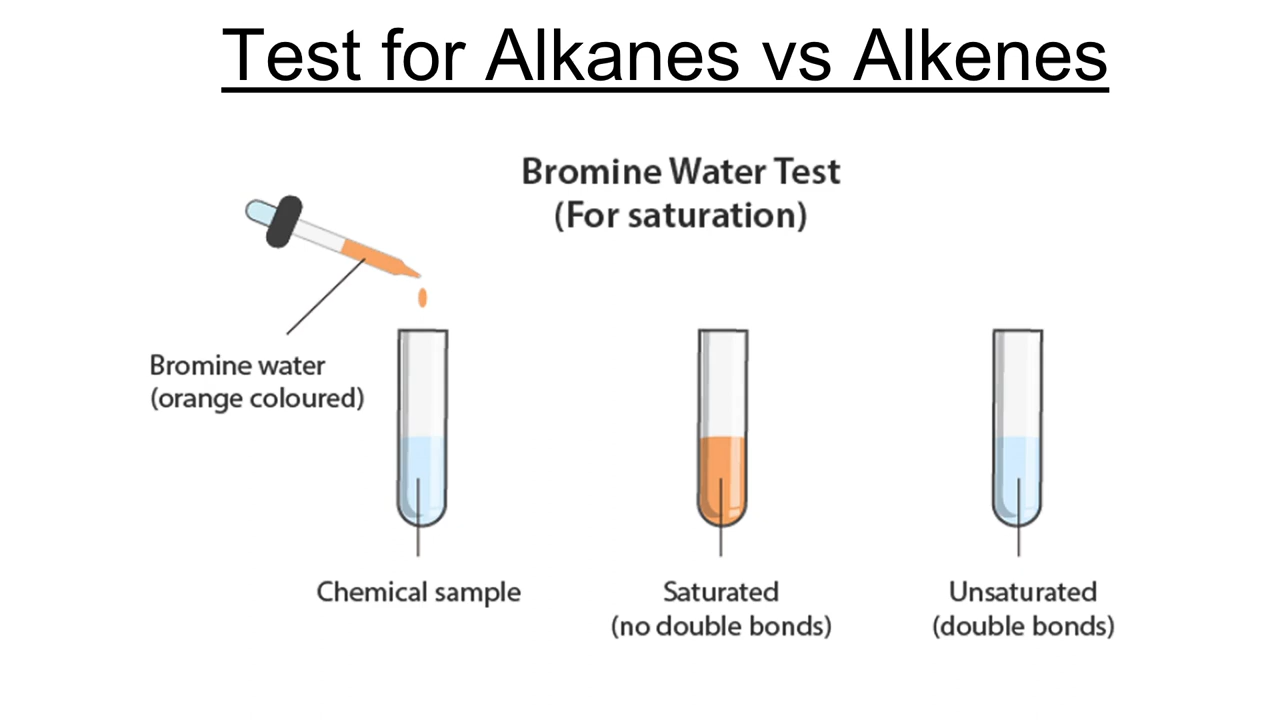 Test for Alkanes vs Alkenes
Bromine Water Test
(For saturation)
Bromine water
(orange coloured)
Chemical sample
Saturated
(no double bonds)
Unsaturated
(double bonds)